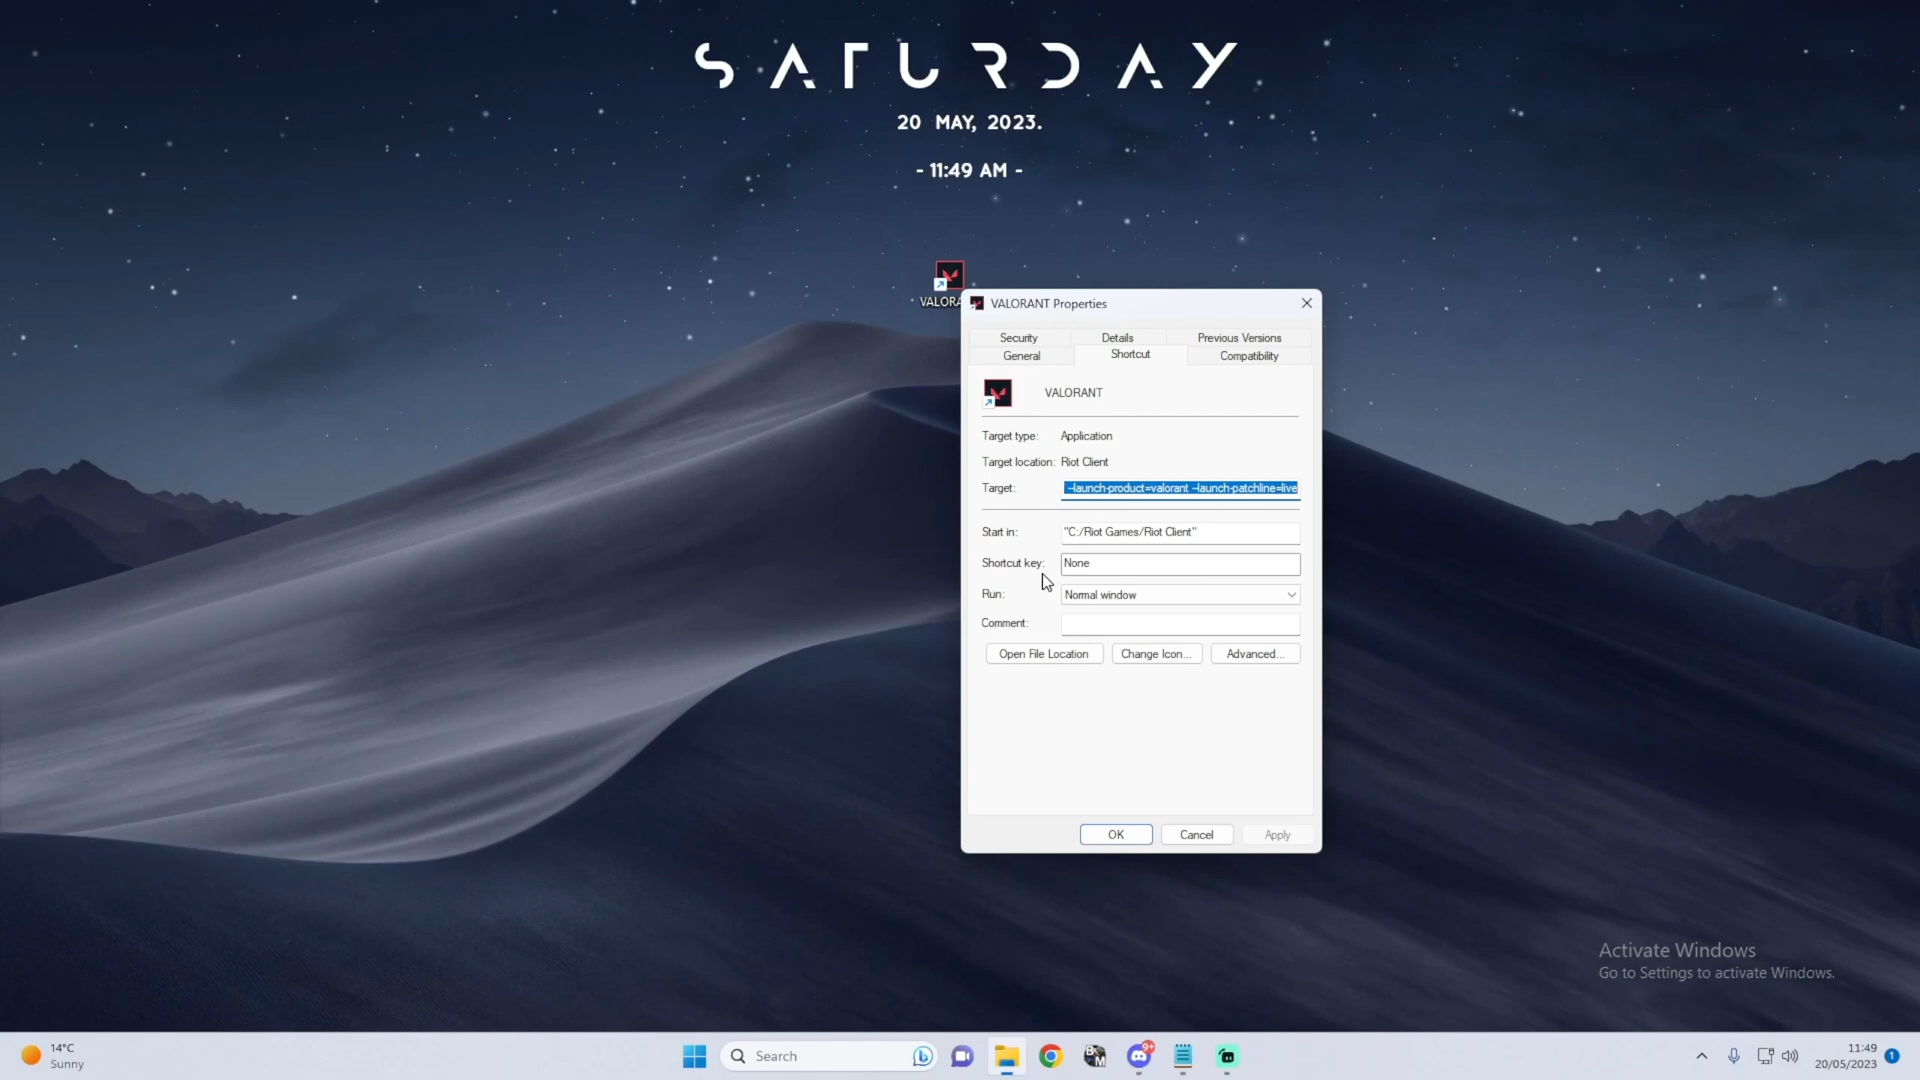 SATURDAY
20 MAY, 2023.
- 11:49 AM -
VALORA
VALORANT Properties
Security Details Previous Versions
General Shortcut Compatibility
VALORANT
Target type: Application
Target location: Riot Client
Target: --launch-product=valorant --launch-patchline=live
Start in: "C:/Riot Games/Riot Client"
Shortcut key: None
Run: Normal window
Comment:
Open File Location Change Icon... Advanced...
OK Cancel Apply
Activate Windows
Go to Settings to activate Windows.
14°C
Sunny
Search
9+
11:49
20/05/2023
1